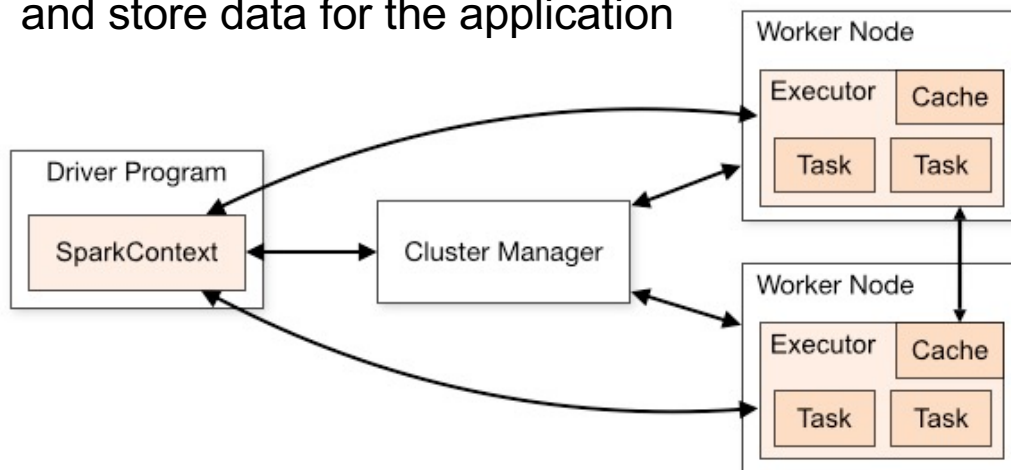 and store data for the application
Worker Node
Executor
Cache
Task
Task
Driver Program
SparkContext
Cluster Manager
Worker Node
Executor
Cache
Task
Task